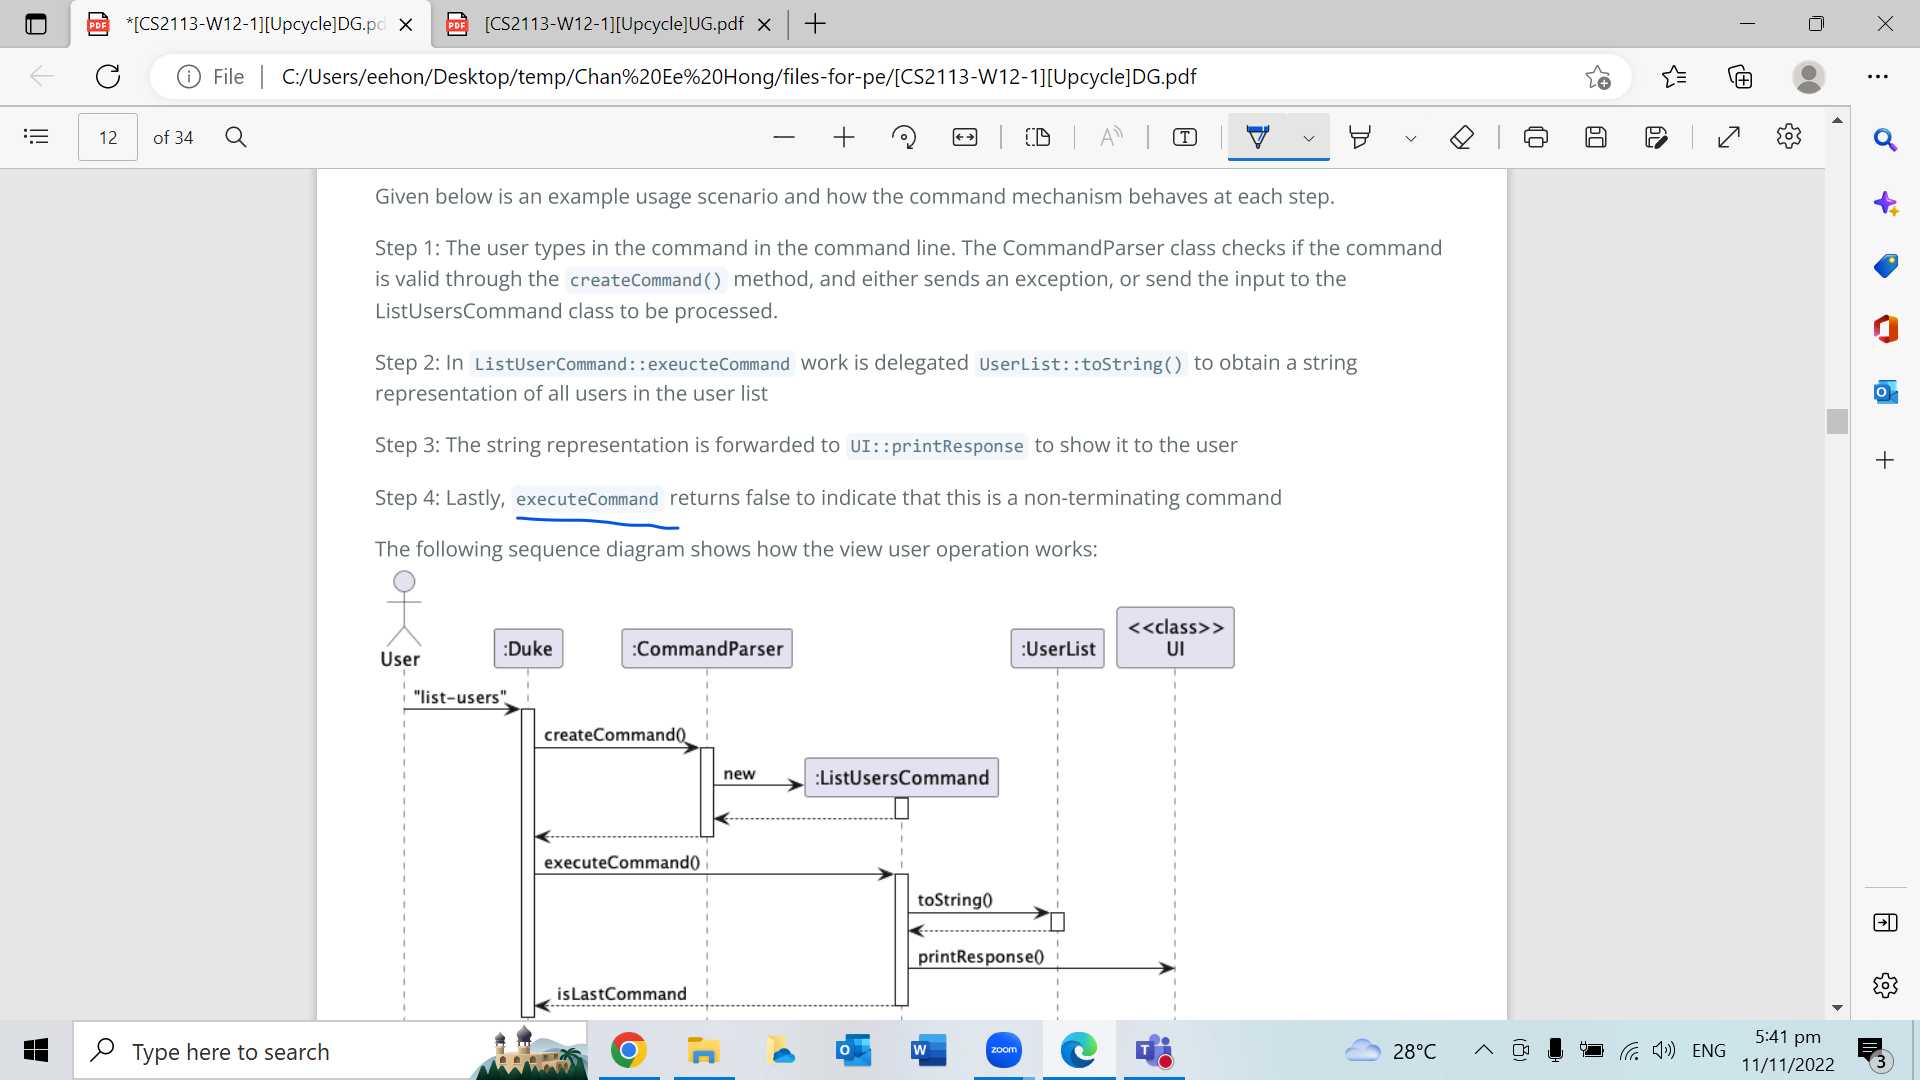 *[CS2113-W12-1][Upcycle]DG.pd
[CS2113-W12-1][Upcycle]UG.pdf
File
C:/Users/eehon/Desktop/temp/Chan%20Ee%20Hong/files-for-pe/[CS2113-W12-1][Upcycle]DG.pdf
12 of 34
Given below is an example usage scenario and how the command mechanism behaves at each step.
Step 1: The user types in the command in the command line. The CommandParser class checks if the command
is valid through the createCommand() method, and either sends an exception, or send the input to the
ListUsersCommand class to be processed.
Step 2: In ListUserCommand::exeucteCommand work is delegated UserList::toString() to obtain a string
representation of all users in the user list
Step 3: The string representation is forwarded to UI::printResponse to show it to the user
Step 4: Lastly, executeCommand returns false to indicate that this is a non-terminating command
The following sequence diagram shows how the view user operation works:
User
:Duke
:CommandParser
:UserList
<<class>>
UI
"list-users"
createCommand()
new
:ListUsersCommand
executeCommand()
toString()
printResponse()
isLastCommand
Type here to search
zoom
28°C
ENG
5:41 pm
11/11/2022
3